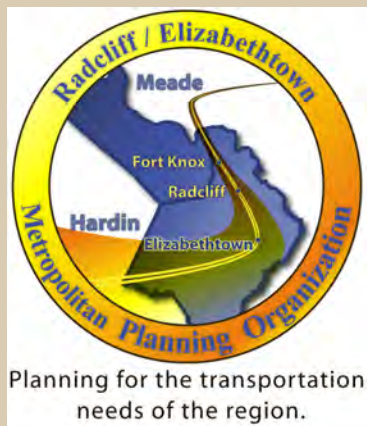 Radcliff / Elizabethtown
Meade
Fort Knox
Radcliff
Hardin
Elizabethtown
Metropolitan Planning Organization
Planning for the transportation
needs of the region.